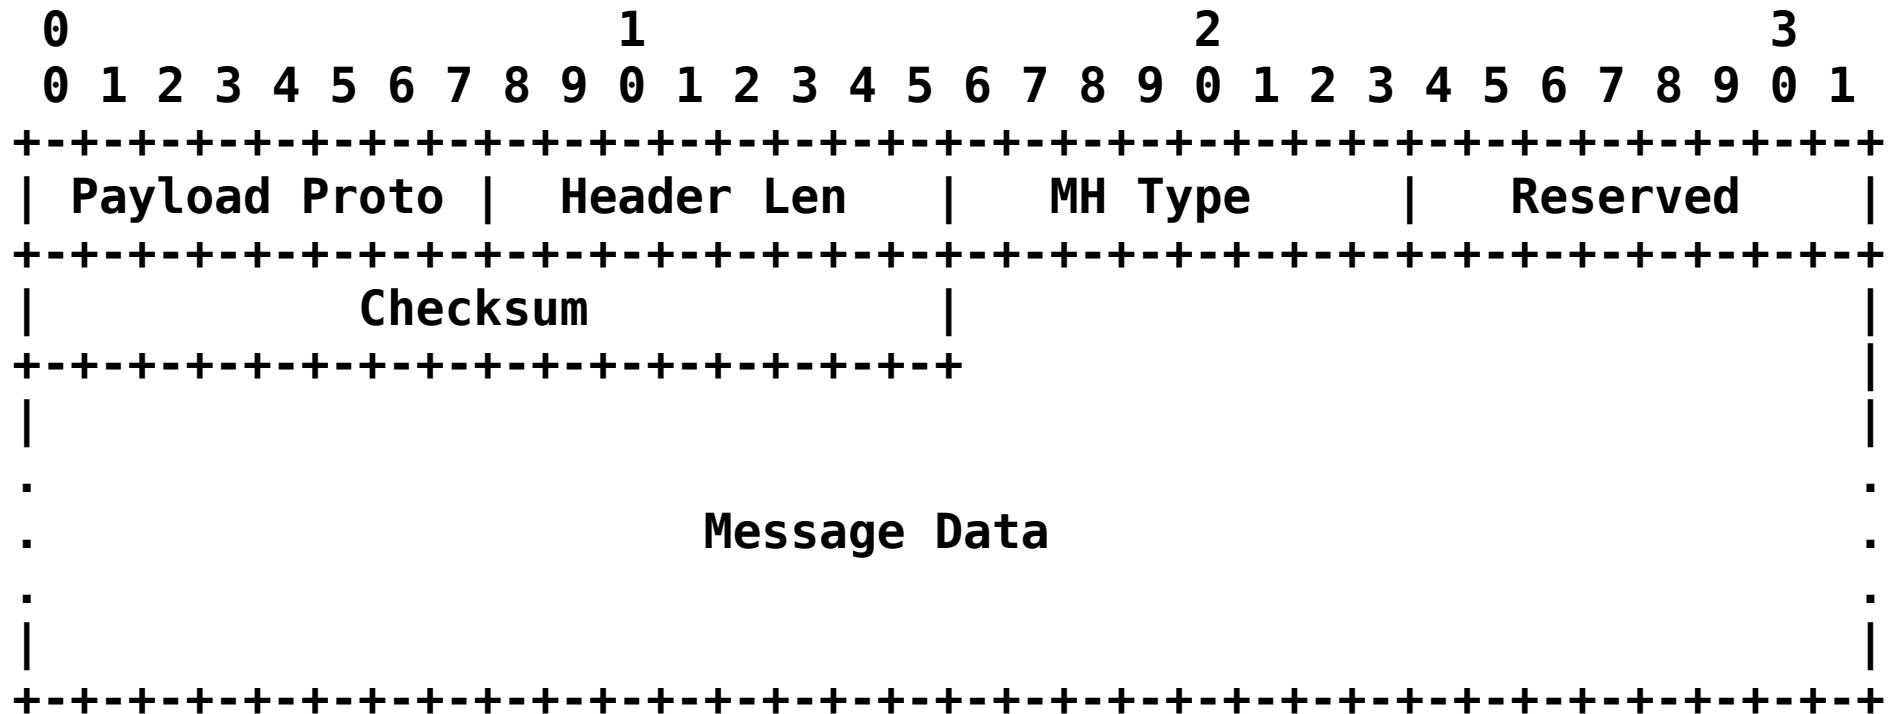 0                   1                   2                   3
 0 1 2 3 4 5 6 7 8 9 0 1 2 3 4 5 6 7 8 9 0 1 2 3 4 5 6 7 8 9 0 1
+-+-+-+-+-+-+-+-+-+-+-+-+-+-+-+-+-+-+-+-+-+-+-+-+-+-+-+-+-+-+-+-+
| Payload Proto |  Header Len   |   MH Type     |   Reserved    |
+-+-+-+-+-+-+-+-+-+-+-+-+-+-+-+-+-+-+-+-+-+-+-+-+-+-+-+-+-+-+-+-+
|           Checksum            |                               |
+-+-+-+-+-+-+-+-+-+-+-+-+-+-+-+-+                               |
|                                                               |
.                                                               .
.                       Message Data                            .
.                                                               .
|                                                               |
+-+-+-+-+-+-+-+-+-+-+-+-+-+-+-+-+-+-+-+-+-+-+-+-+-+-+-+-+-+-+-+-+